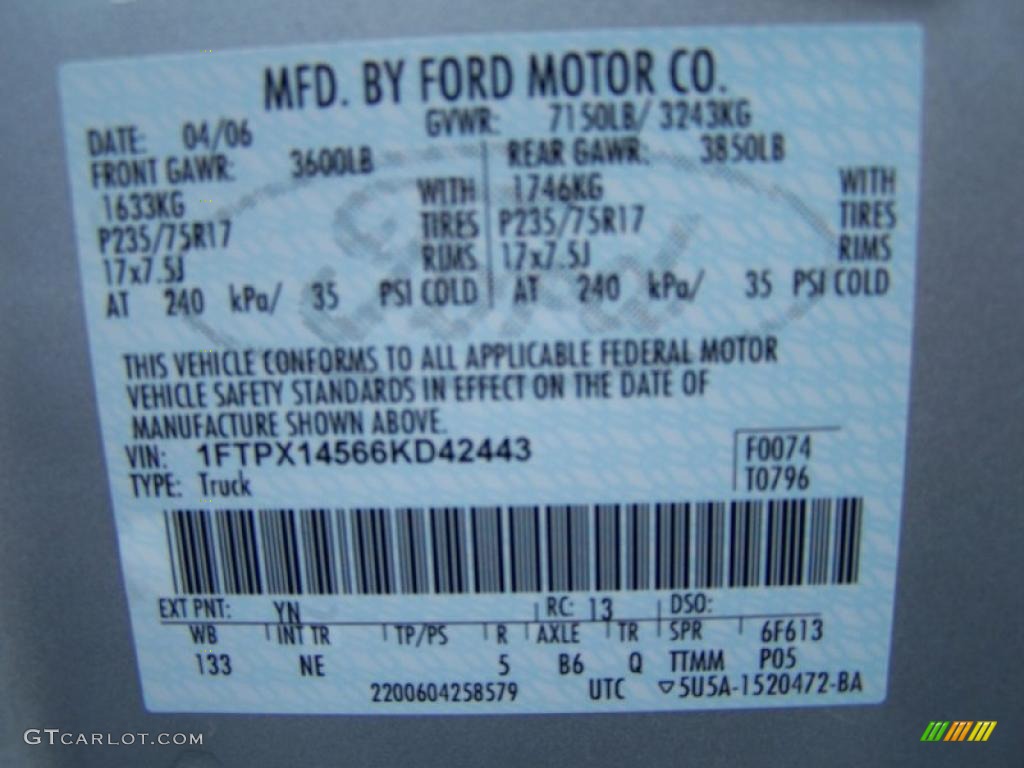 MFD. BY FORD MOTOR CO.
DATE: 04/06 GVWR: 7150LB/ 3243KG
FRONT GAWR: 3600LB REAR GAWR: 3850LB
1633KG WITH 1746KG WITH
P235/75R17 TIRES P235/75R17 TIRES
17x7.5J RIMS 17x7.5J RIMS
AT 240 kPa/ 35 PSI COLD AT 240 kPa/ 35 PSI COLD
THIS VEHICLE CONFORMS TO ALL APPLICABLE FEDERAL MOTOR
VEHICLE SAFETY STANDARDS IN EFFECT ON THE DATE OF
MANUFACTURE SHOWN ABOVE.
VIN: 1FTPX14566KD42443 F0074
TYPE: Truck T0796
EXT PNT: YN RC: 13 DSO:
WB INT TR TP/PS R AXLE TR SPR 6F613
133 NE 5 B6 Q TTMM P05
2200604258579 UTC ▽5U5A-1520472-BA
GTCARLOT.COM